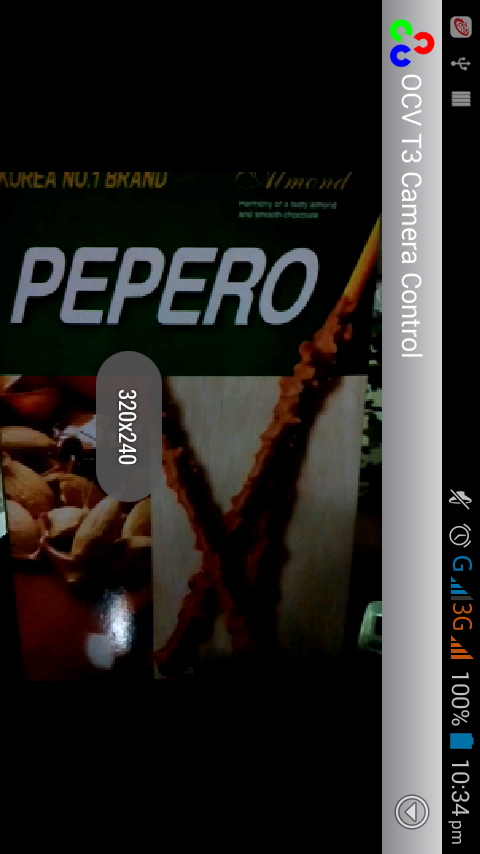 G 3G 100% 10:34 pm
OCV T3 Camera Control
KOREA NO.1 BRAND
Almond
Harmony of a tasty almond
and smooth chocolate
PEPERO
320x240